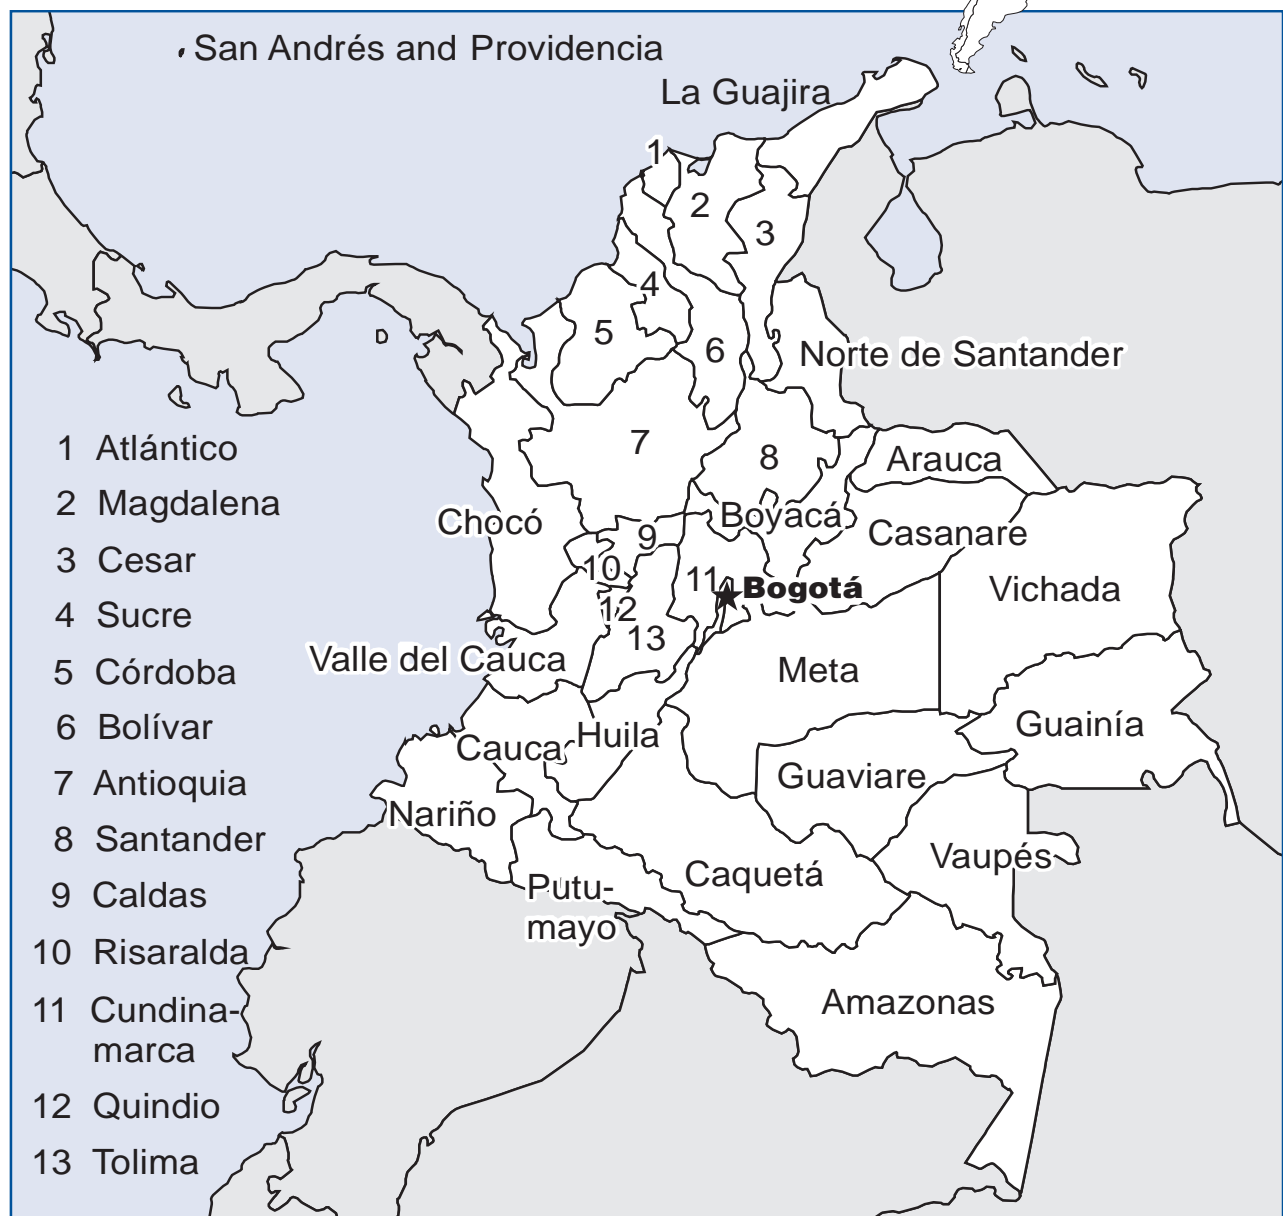 San Andrés and Providencia
La Guajira
1
2
3
4
5
6
Norte de Santander
7
8
Arauca
Chocó
Boyacá
9
Casanare
10
11
Bogotá
Vichada
12
13
Valle del Cauca
Meta
Guainía
Cauca
Huila
Guaviare
Nariño
Vaupés
Caquetá
Putu-
mayo
Amazonas
1 Atlántico
2 Magdalena
3 Cesar
4 Sucre
5 Córdoba
6 Bolívar
7 Antioquia
8 Santander
9 Caldas
10 Risaralda
11 Cundina-
marca
12 Quindio
13 Tolima